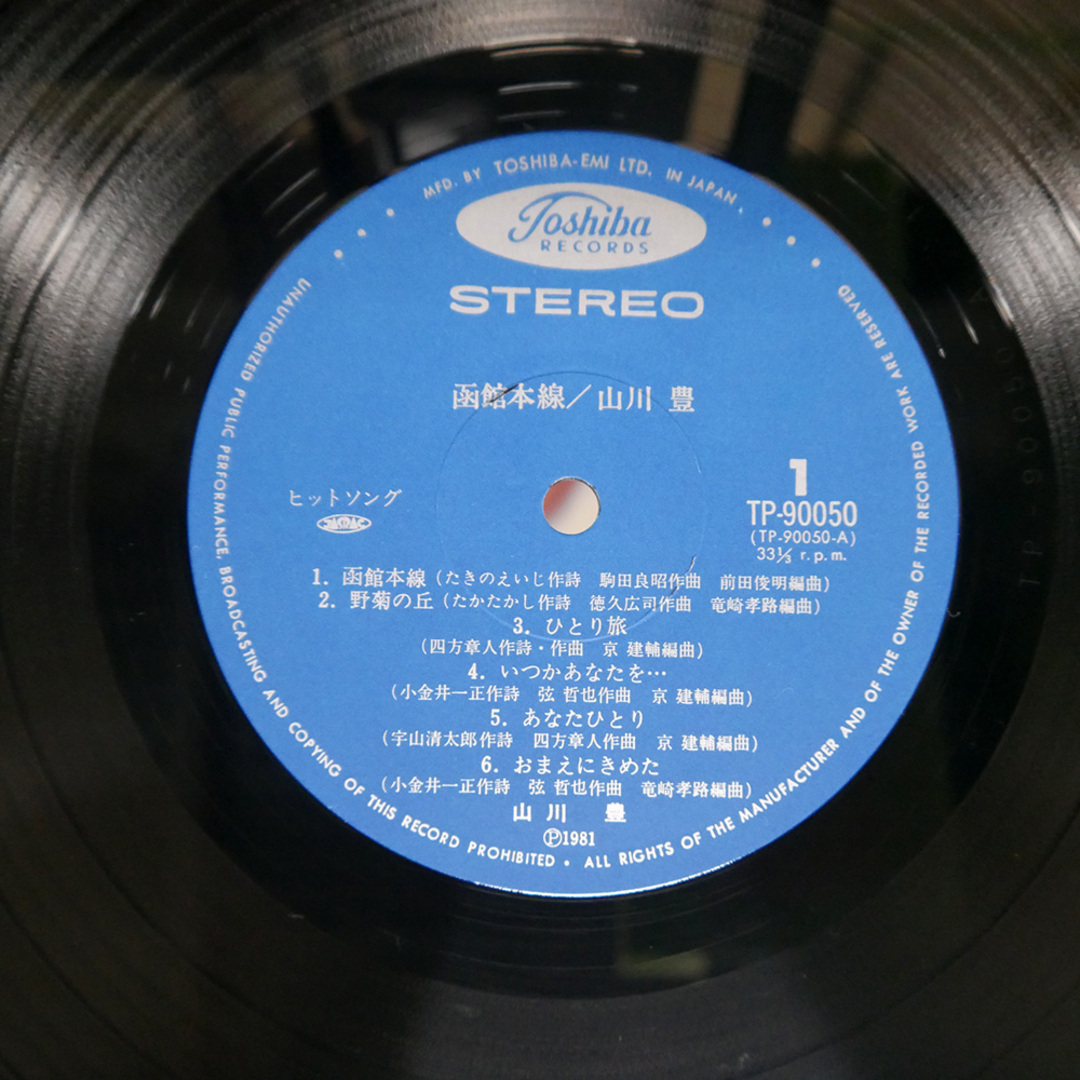 MFD. BY TOSHIBA-EMI LTD. IN JAPAN.
Toshiba
RECORDS
STEREO
函館本線／山川 豊
ヒットソング
JASRAC
1
TP-90050
(TP-90050-A)
33⅓ r.p.m.
1. 函館本線(たきのえいじ作詩 駒田良昭作曲 前田俊明編曲)
2. 野菊の丘(たかたかし作詩 徳久広司作曲 竜崎孝路編曲)
3. ひとり旅
(四方章人作詩・作曲 京 建輔編曲)
4. いつかあなたを…
(小金井一正作詩 弦 哲也作曲 京 建輔編曲)
5. あなたひとり
(宇山清太郎作詩 四方章人作曲 京 建輔編曲)
6. おまえにきめた
(小金井一正作詩 弦 哲也作曲 竜崎孝路編曲)
山川 豊
Ⓟ1981
UNAUTHORIZED PUBLIC PERFORMANCE, BROADCASTING AND COPYING OF THIS RECORD PROHIBITED • ALL RIGHTS OF THE MANUFACTURER AND OF THE OWNER OF THE RECORDED WORK ARE RESERVED